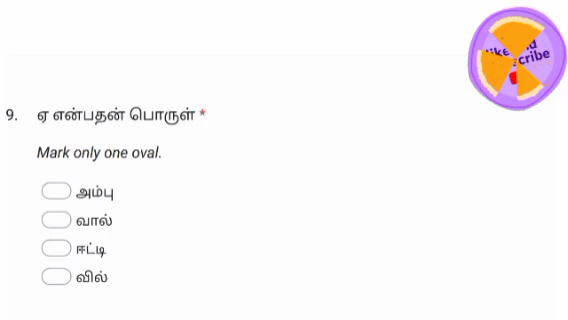 9. ஏ என்பதன் பொருள் *
Mark only one oval.
அம்பு
வால்
ஈட்டி
வில்